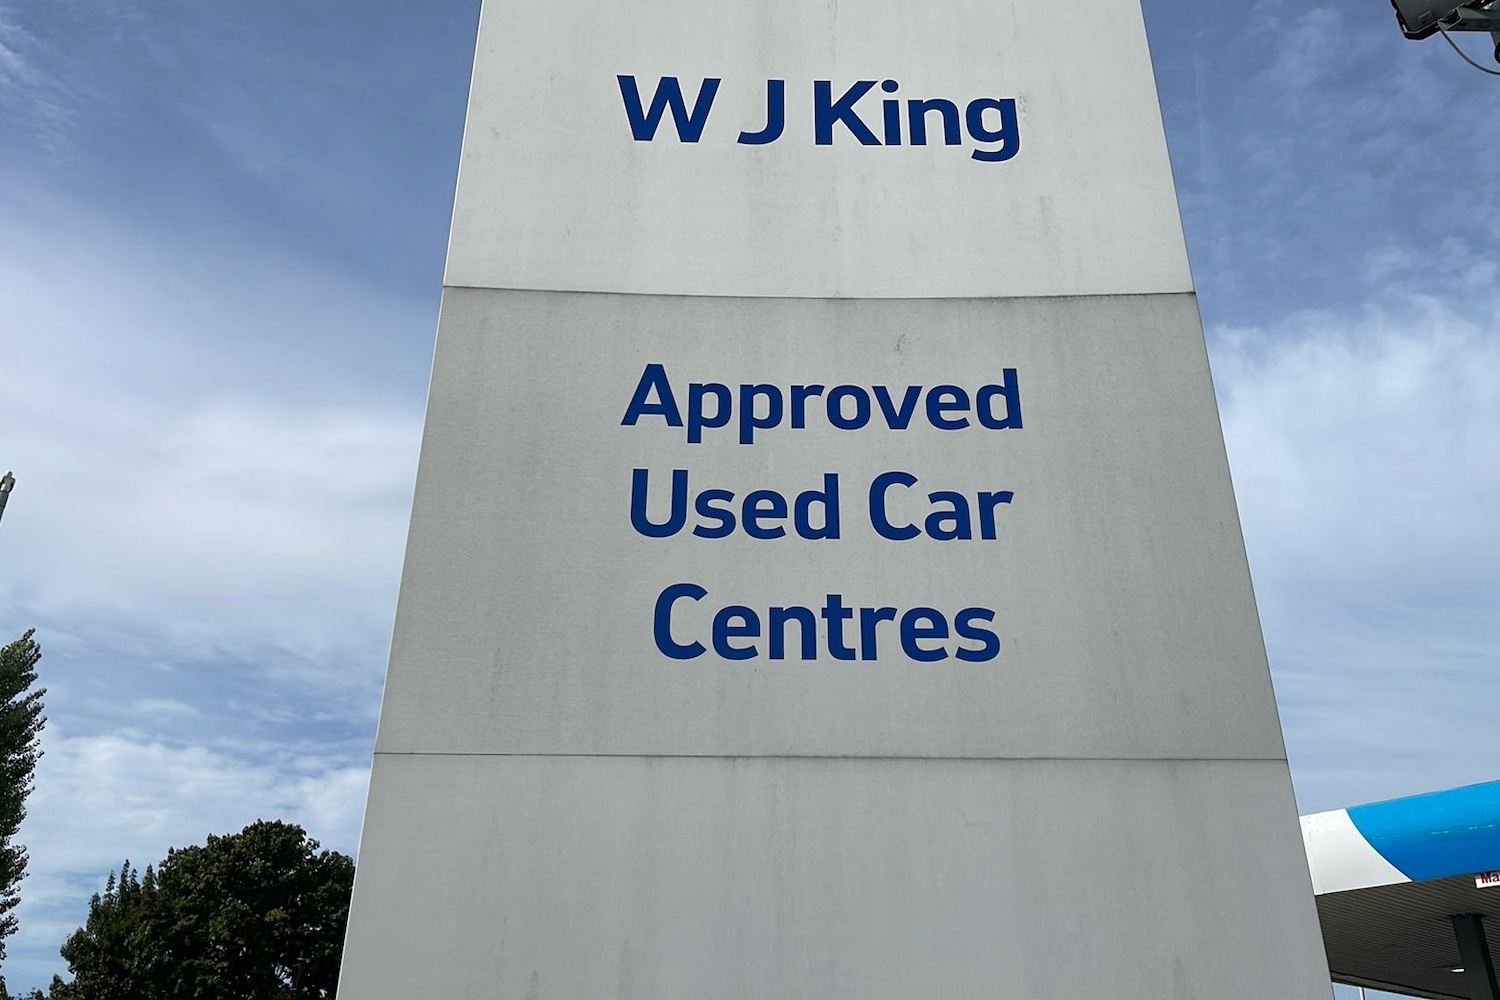 W J King
Approved
Used Car
Centres